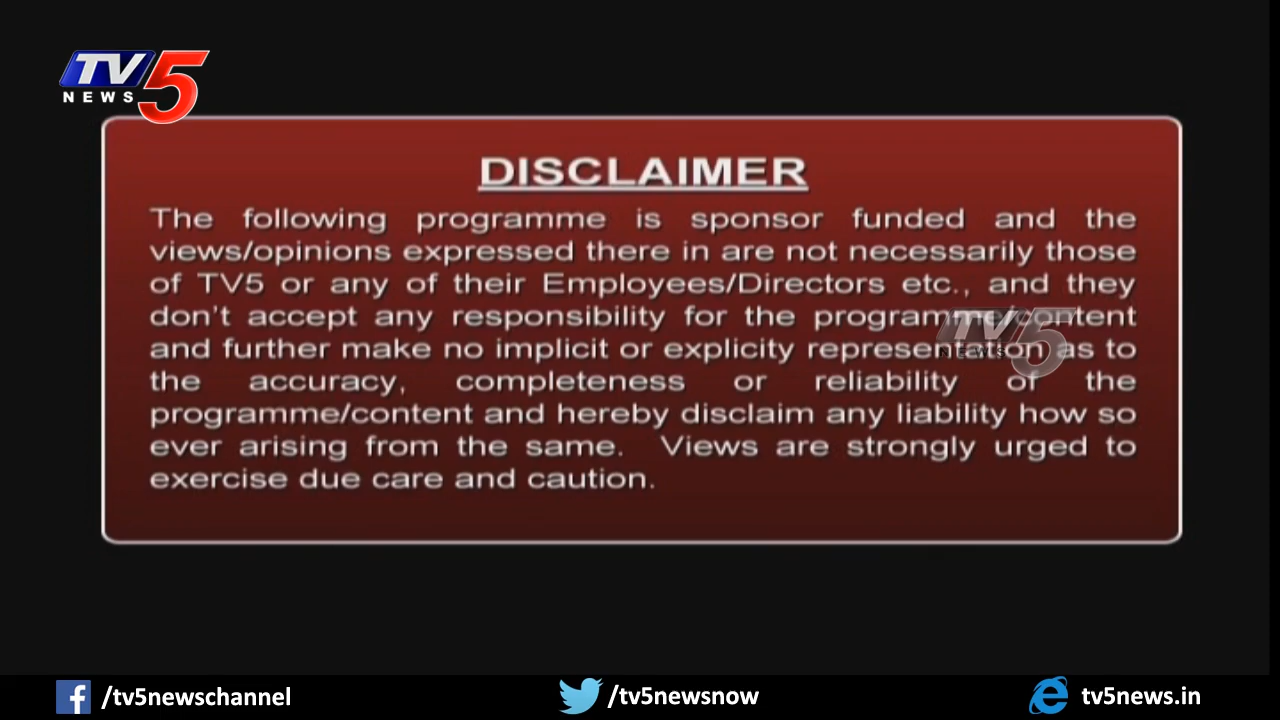 TV5
NEWS
DISCLAIMER
The following programme is sponsor funded and the
views/opinions expressed there in are not necessarily those
of TV5 or any of their Employees/Directors etc., and they
don't accept any responsibility for the programme/content
and further make no implicit or explicity representation as to
the accuracy, completeness or reliability of the
programme/content and hereby disclaim any liability how so
ever arising from the same. Views are strongly urged to
exercise due care and caution.
TV5
NEWS
/tv5newschannel
/tv5newsnow
tv5news.in